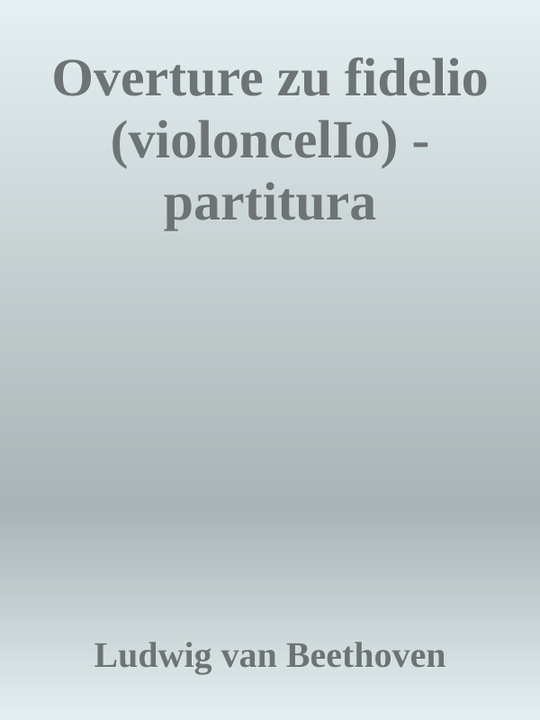 Overture zu fidelio
(violoncelIo) -
partitura
Ludwig van Beethoven